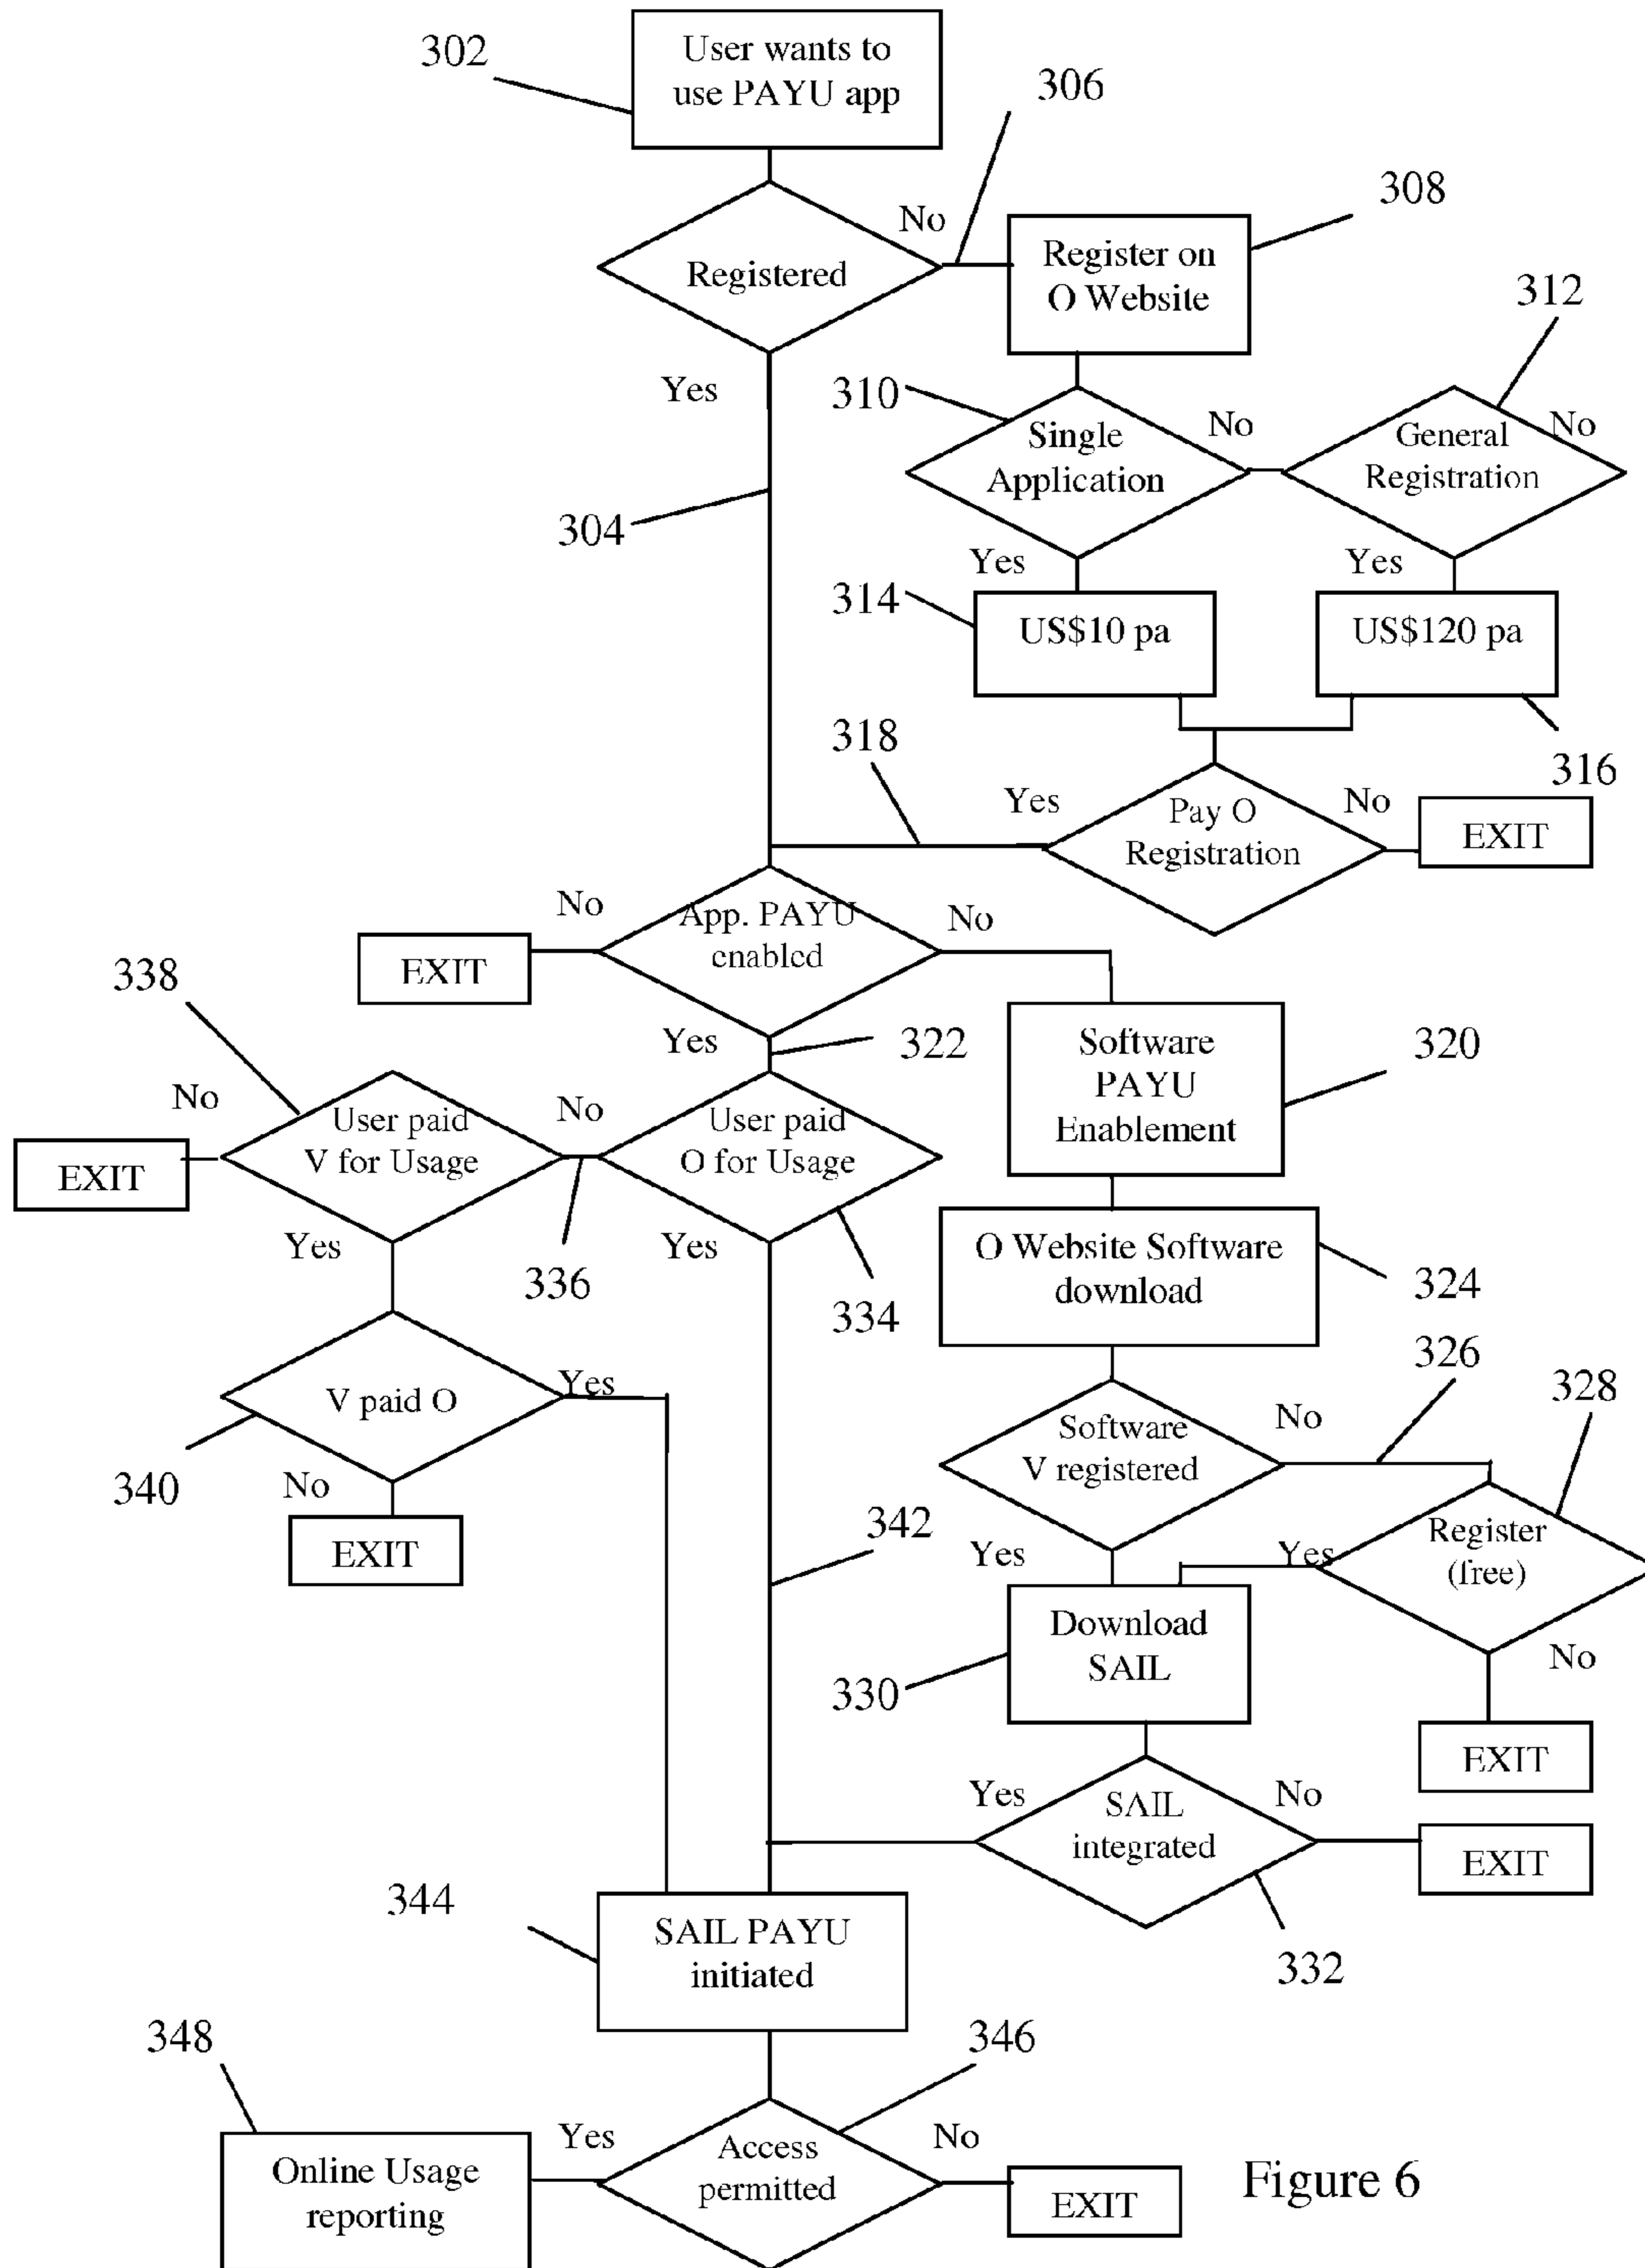 302
User wants to
use PAYU app
306
308
No
Registered
Register on
O Website
312
Yes
310
Single
Application
No
General
Registration
No
304
Yes
Yes
314
US$10 pa
US$120 pa
318
316
Yes
Pay O
Registration
No
EXIT
No
App. PAYU
enabled
No
EXIT
338
Yes
322
Software
PAYU
Enablement
320
No
User paid
V for Usage
No
User paid
O for Usage
EXIT
Yes
336
Yes
334
O Website Software
download
324
326
328
V paid O
Yes
Software
V registered
No
340
No
EXIT
342
Yes
Yes
Register
(free)
No
Download
SAIL
330
EXIT
Yes
SAIL
integrated
No
EXIT
344
SAIL PAYU
initiated
332
348
346
Yes
Access
permitted
No
Online Usage
reporting
EXIT
Figure 6